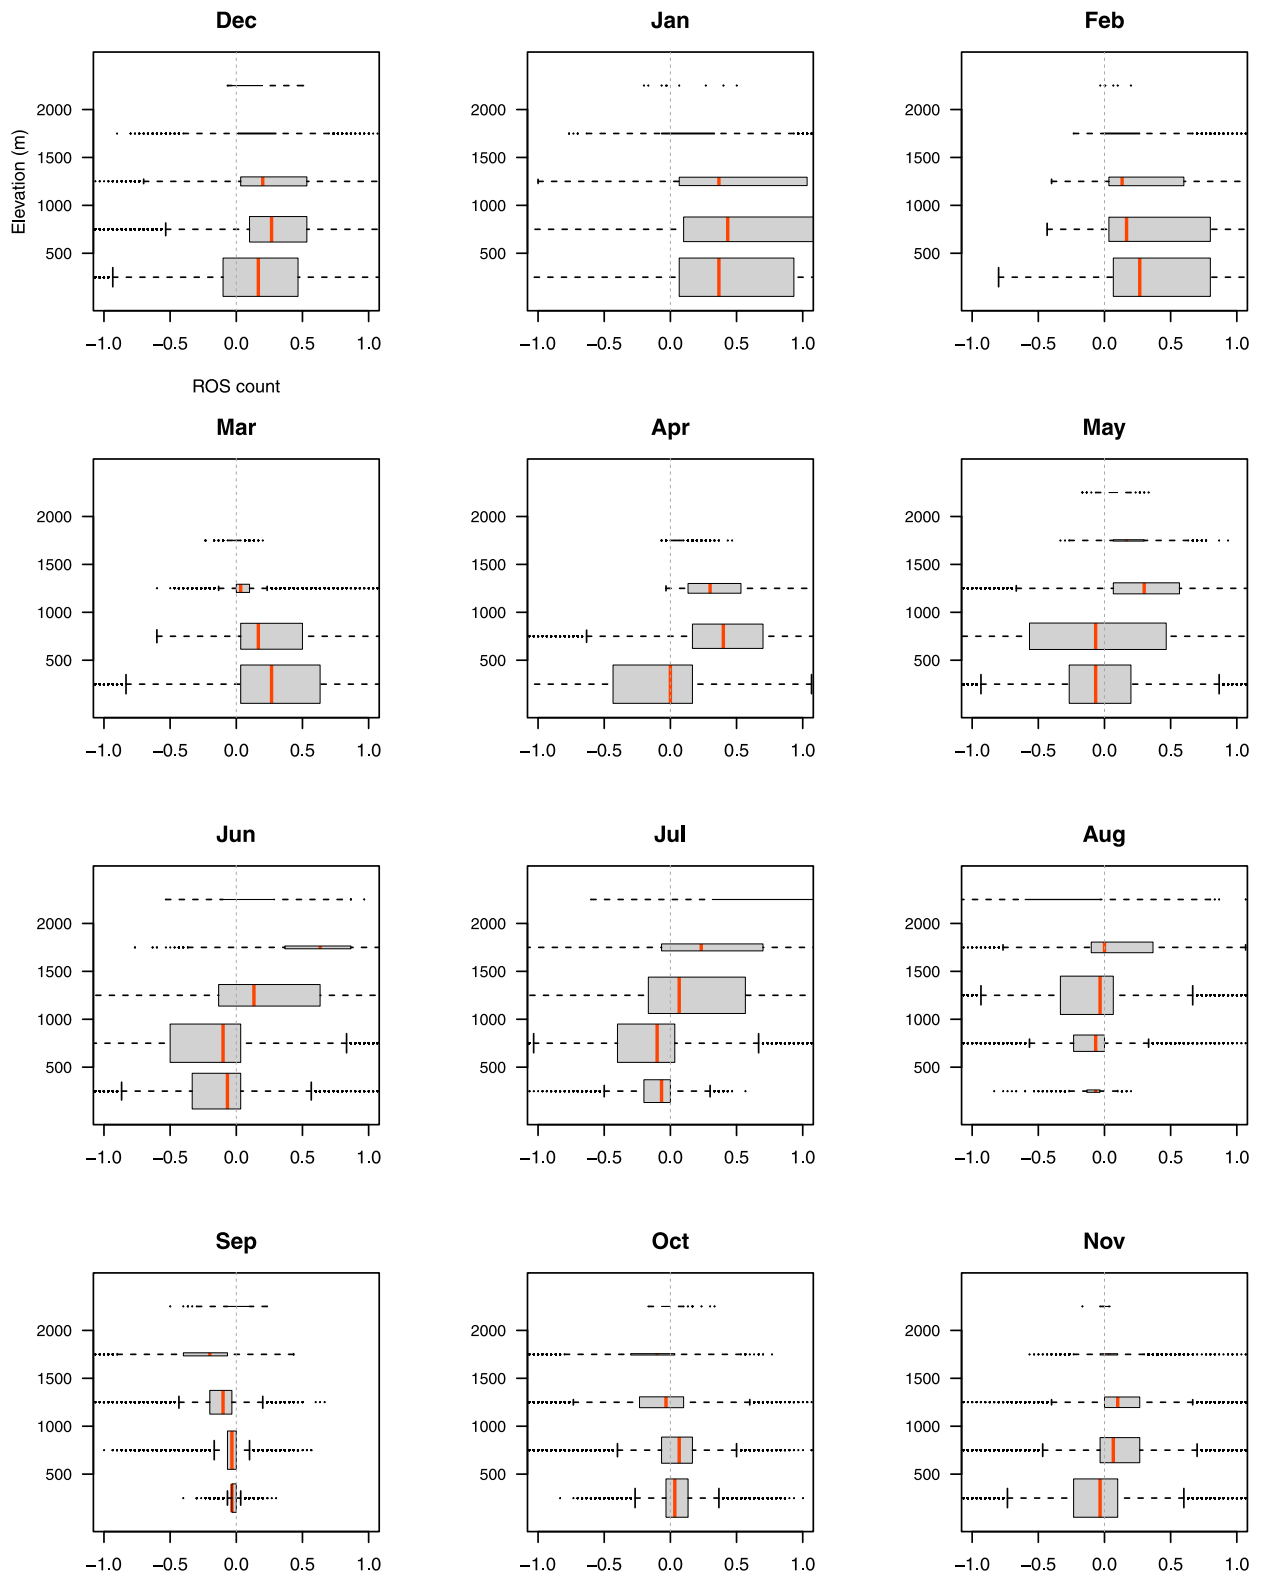 Dec Jan Feb
2000
1500
1000
500
Elevation (m)
−1.0 −0.5 0.0 0.5 1.0 −1.0 −0.5 0.0 0.5 1.0 −1.0 −0.5 0.0 0.5 1.0
ROS count
Mar Apr May
2000 2000 2000
1500 1500 1500
1000 1000 1000
500 500 500
−1.0 −0.5 0.0 0.5 1.0 −1.0 −0.5 0.0 0.5 1.0 −1.0 −0.5 0.0 0.5 1.0
Jun Jul Aug
2000 2000 2000
1500 1500 1500
1000 1000 1000
500 500 500
−1.0 −0.5 0.0 0.5 1.0 −1.0 −0.5 0.0 0.5 1.0 −1.0 −0.5 0.0 0.5 1.0
Sep Oct Nov
2000 2000 2000
1500 1500 1500
1000 1000 1000
500 500 500
−1.0 −0.5 0.0 0.5 1.0 −1.0 −0.5 0.0 0.5 1.0 −1.0 −0.5 0.0 0.5 1.0